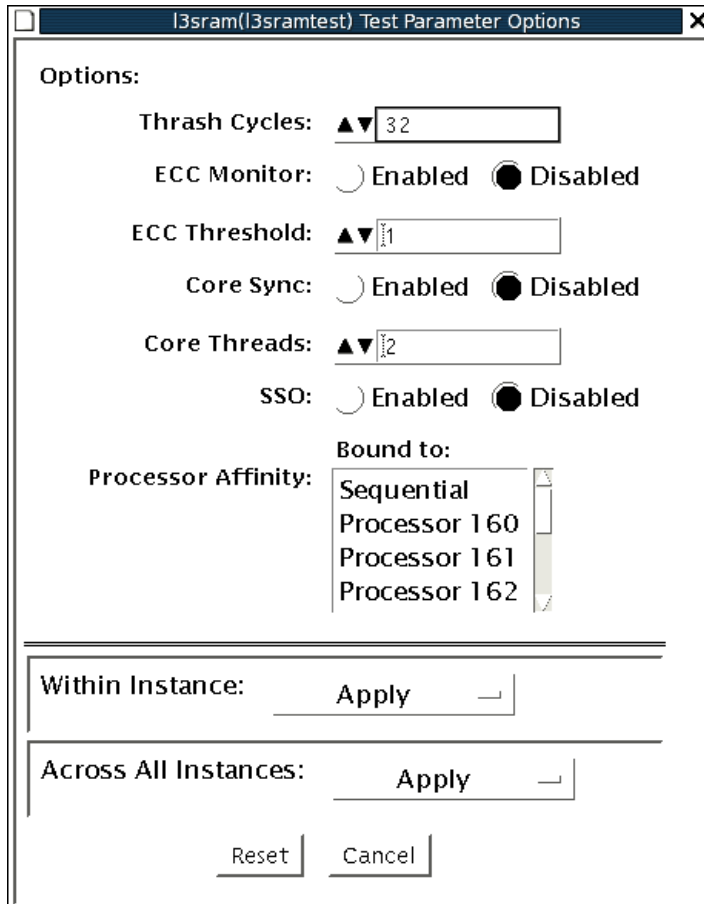 l3sram(l3sramtest) Test Parameter Options
Options:
Thrash Cycles: 32
ECC Monitor: Enabled Disabled
ECC Threshold: 1
Core Sync: Enabled Disabled
Core Threads: 2
SSO: Enabled Disabled
Bound to:
Processor Affinity:
Sequential
Processor 160
Processor 161
Processor 162
Within Instance: Apply
Across All Instances: Apply
Reset Cancel